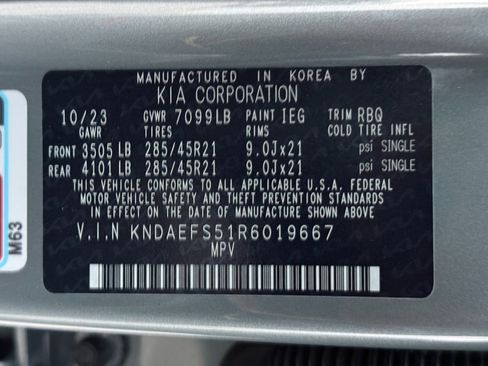 MANUFACTURED IN KOREA BY
KIA CORPORATION
10/23 GVWR 7099LB PAINT IEG TRIM RBQ
GAWR TIRES RIMS COLD TIRE INFL
FRONT 3505 LB 285/45R21 9.0Jx21 psi SINGLE
REAR 4101 LB 285/45R21 9.0Jx21 psi SINGLE
THIS VEHICLE CONFORMS TO ALL APPLICABLE U.S.A. FEDERAL
MOTOR VEHICLE SAFETY AND THEFT PREVENTION STANDARDS IN
EFFECT ON THE DATE OF MANUFACTURE SHOWN ABOVE.
V.I.N KNDAEFS51R6019667
MPV
M63